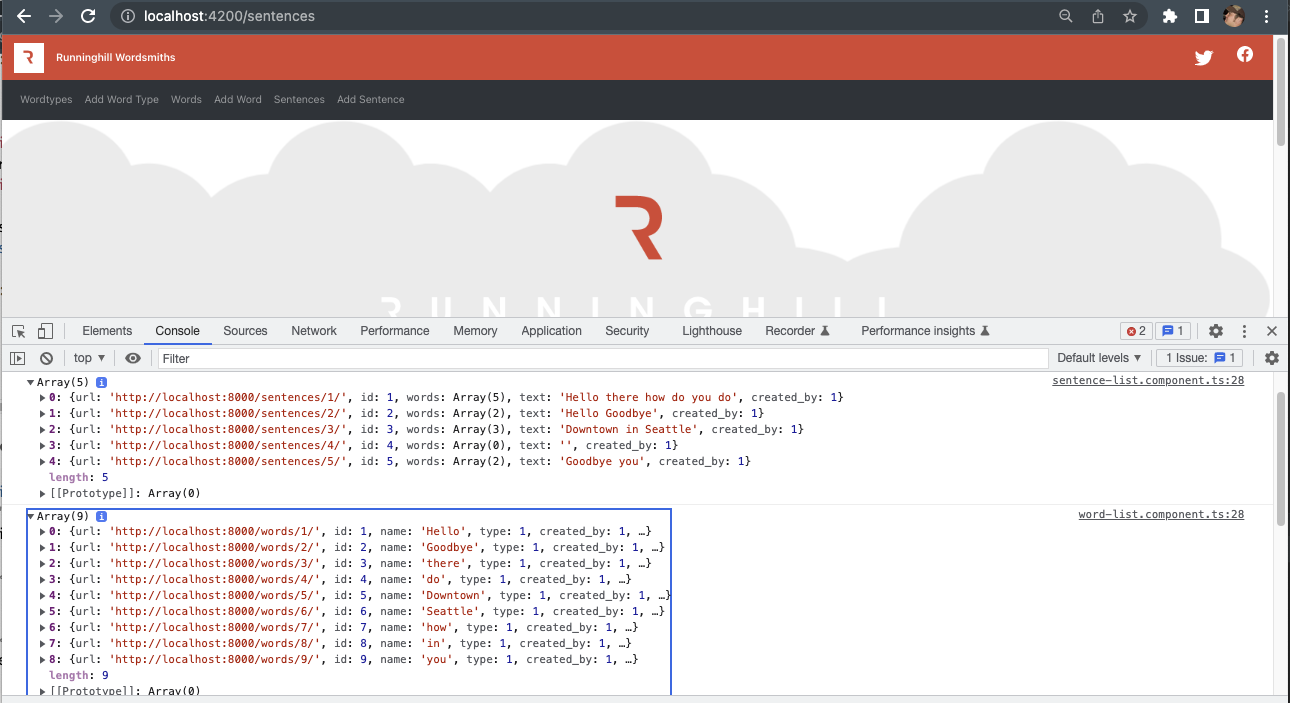 localhost:4200/sentences
Runninghill Wordsmiths
Wordtypes Add Word Type Words Add Word Sentences Add Sentence
RUNNINGHILL
Elements Console Sources Network Performance Memory Application Security Lighthouse Recorder Performance insights 2 1
top Filter Default levels 1 Issue: 1
Array(5) sentence-list.component.ts:28
0: {url: 'http://localhost:8000/sentences/1/', id: 1, words: Array(5), text: 'Hello there how do you do', created_by: 1}
1: {url: 'http://localhost:8000/sentences/2/', id: 2, words: Array(2), text: 'Hello Goodbye', created_by: 1}
2: {url: 'http://localhost:8000/sentences/3/', id: 3, words: Array(3), text: 'Downtown in Seattle', created_by: 1}
3: {url: 'http://localhost:8000/sentences/4/', id: 4, words: Array(0), text: '', created_by: 1}
4: {url: 'http://localhost:8000/sentences/5/', id: 5, words: Array(2), text: 'Goodbye you', created_by: 1}
length: 5
[[Prototype]]: Array(0)
Array(9) word-list.component.ts:28
0: {url: 'http://localhost:8000/words/1/', id: 1, name: 'Hello', type: 1, created_by: 1, …}
1: {url: 'http://localhost:8000/words/2/', id: 2, name: 'Goodbye', type: 1, created_by: 1, …}
2: {url: 'http://localhost:8000/words/3/', id: 3, name: 'there', type: 1, created_by: 1, …}
3: {url: 'http://localhost:8000/words/4/', id: 4, name: 'do', type: 1, created_by: 1, …}
4: {url: 'http://localhost:8000/words/5/', id: 5, name: 'Downtown', type: 1, created_by: 1, …}
5: {url: 'http://localhost:8000/words/6/', id: 6, name: 'Seattle', type: 1, created_by: 1, …}
6: {url: 'http://localhost:8000/words/7/', id: 7, name: 'how', type: 1, created_by: 1, …}
7: {url: 'http://localhost:8000/words/8/', id: 8, name: 'in', type: 1, created_by: 1, …}
8: {url: 'http://localhost:8000/words/9/', id: 9, name: 'you', type: 1, created_by: 1, …}
length: 9
[[Prototype]]: Array(0)